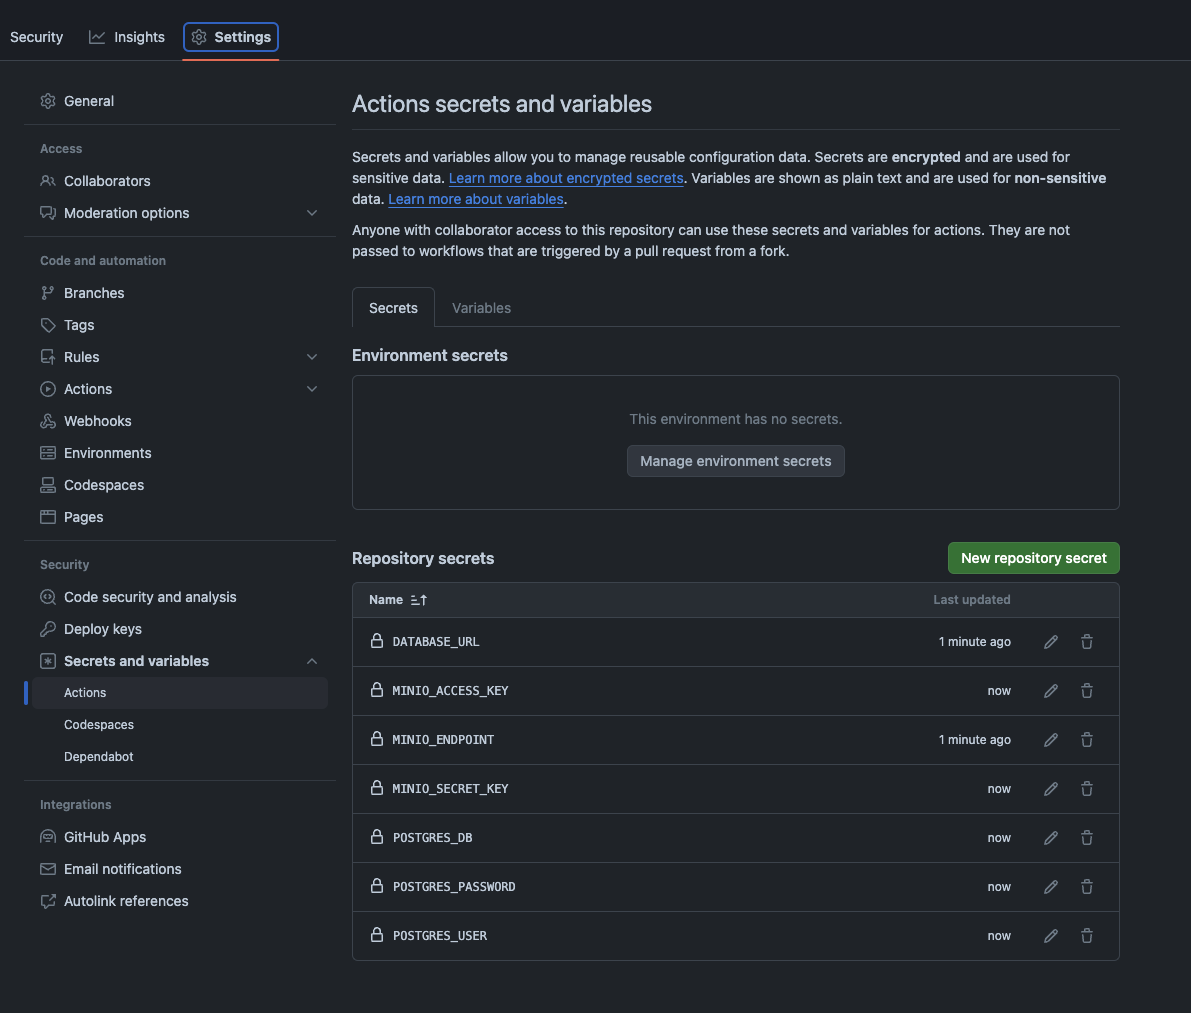 Security
Insights
Settings
General
Access
Collaborators
Moderation options
Code and automation
Branches
Tags
Rules
Actions
Webhooks
Environments
Codespaces
Pages
Security
Code security and analysis
Deploy keys
Secrets and variables
Actions
Codespaces
Dependabot
Integrations
GitHub Apps
Email notifications
Autolink references
Actions secrets and variables
Secrets and variables allow you to manage reusable configuration data. Secrets are encrypted and are used for
sensitive data. Learn more about encrypted secrets. Variables are shown as plain text and are used for non-sensitive
data. Learn more about variables.
Anyone with collaborator access to this repository can use these secrets and variables for actions. They are not
passed to workflows that are triggered by a pull request from a fork.
Secrets
Variables
Environment secrets
This environment has no secrets.
Manage environment secrets
Repository secrets
New repository secret
Name
Last updated
DATABASE_URL 1 minute ago
MINIO_ACCESS_KEY now
MINIO_ENDPOINT 1 minute ago
MINIO_SECRET_KEY now
POSTGRES_DB now
POSTGRES_PASSWORD now
POSTGRES_USER now